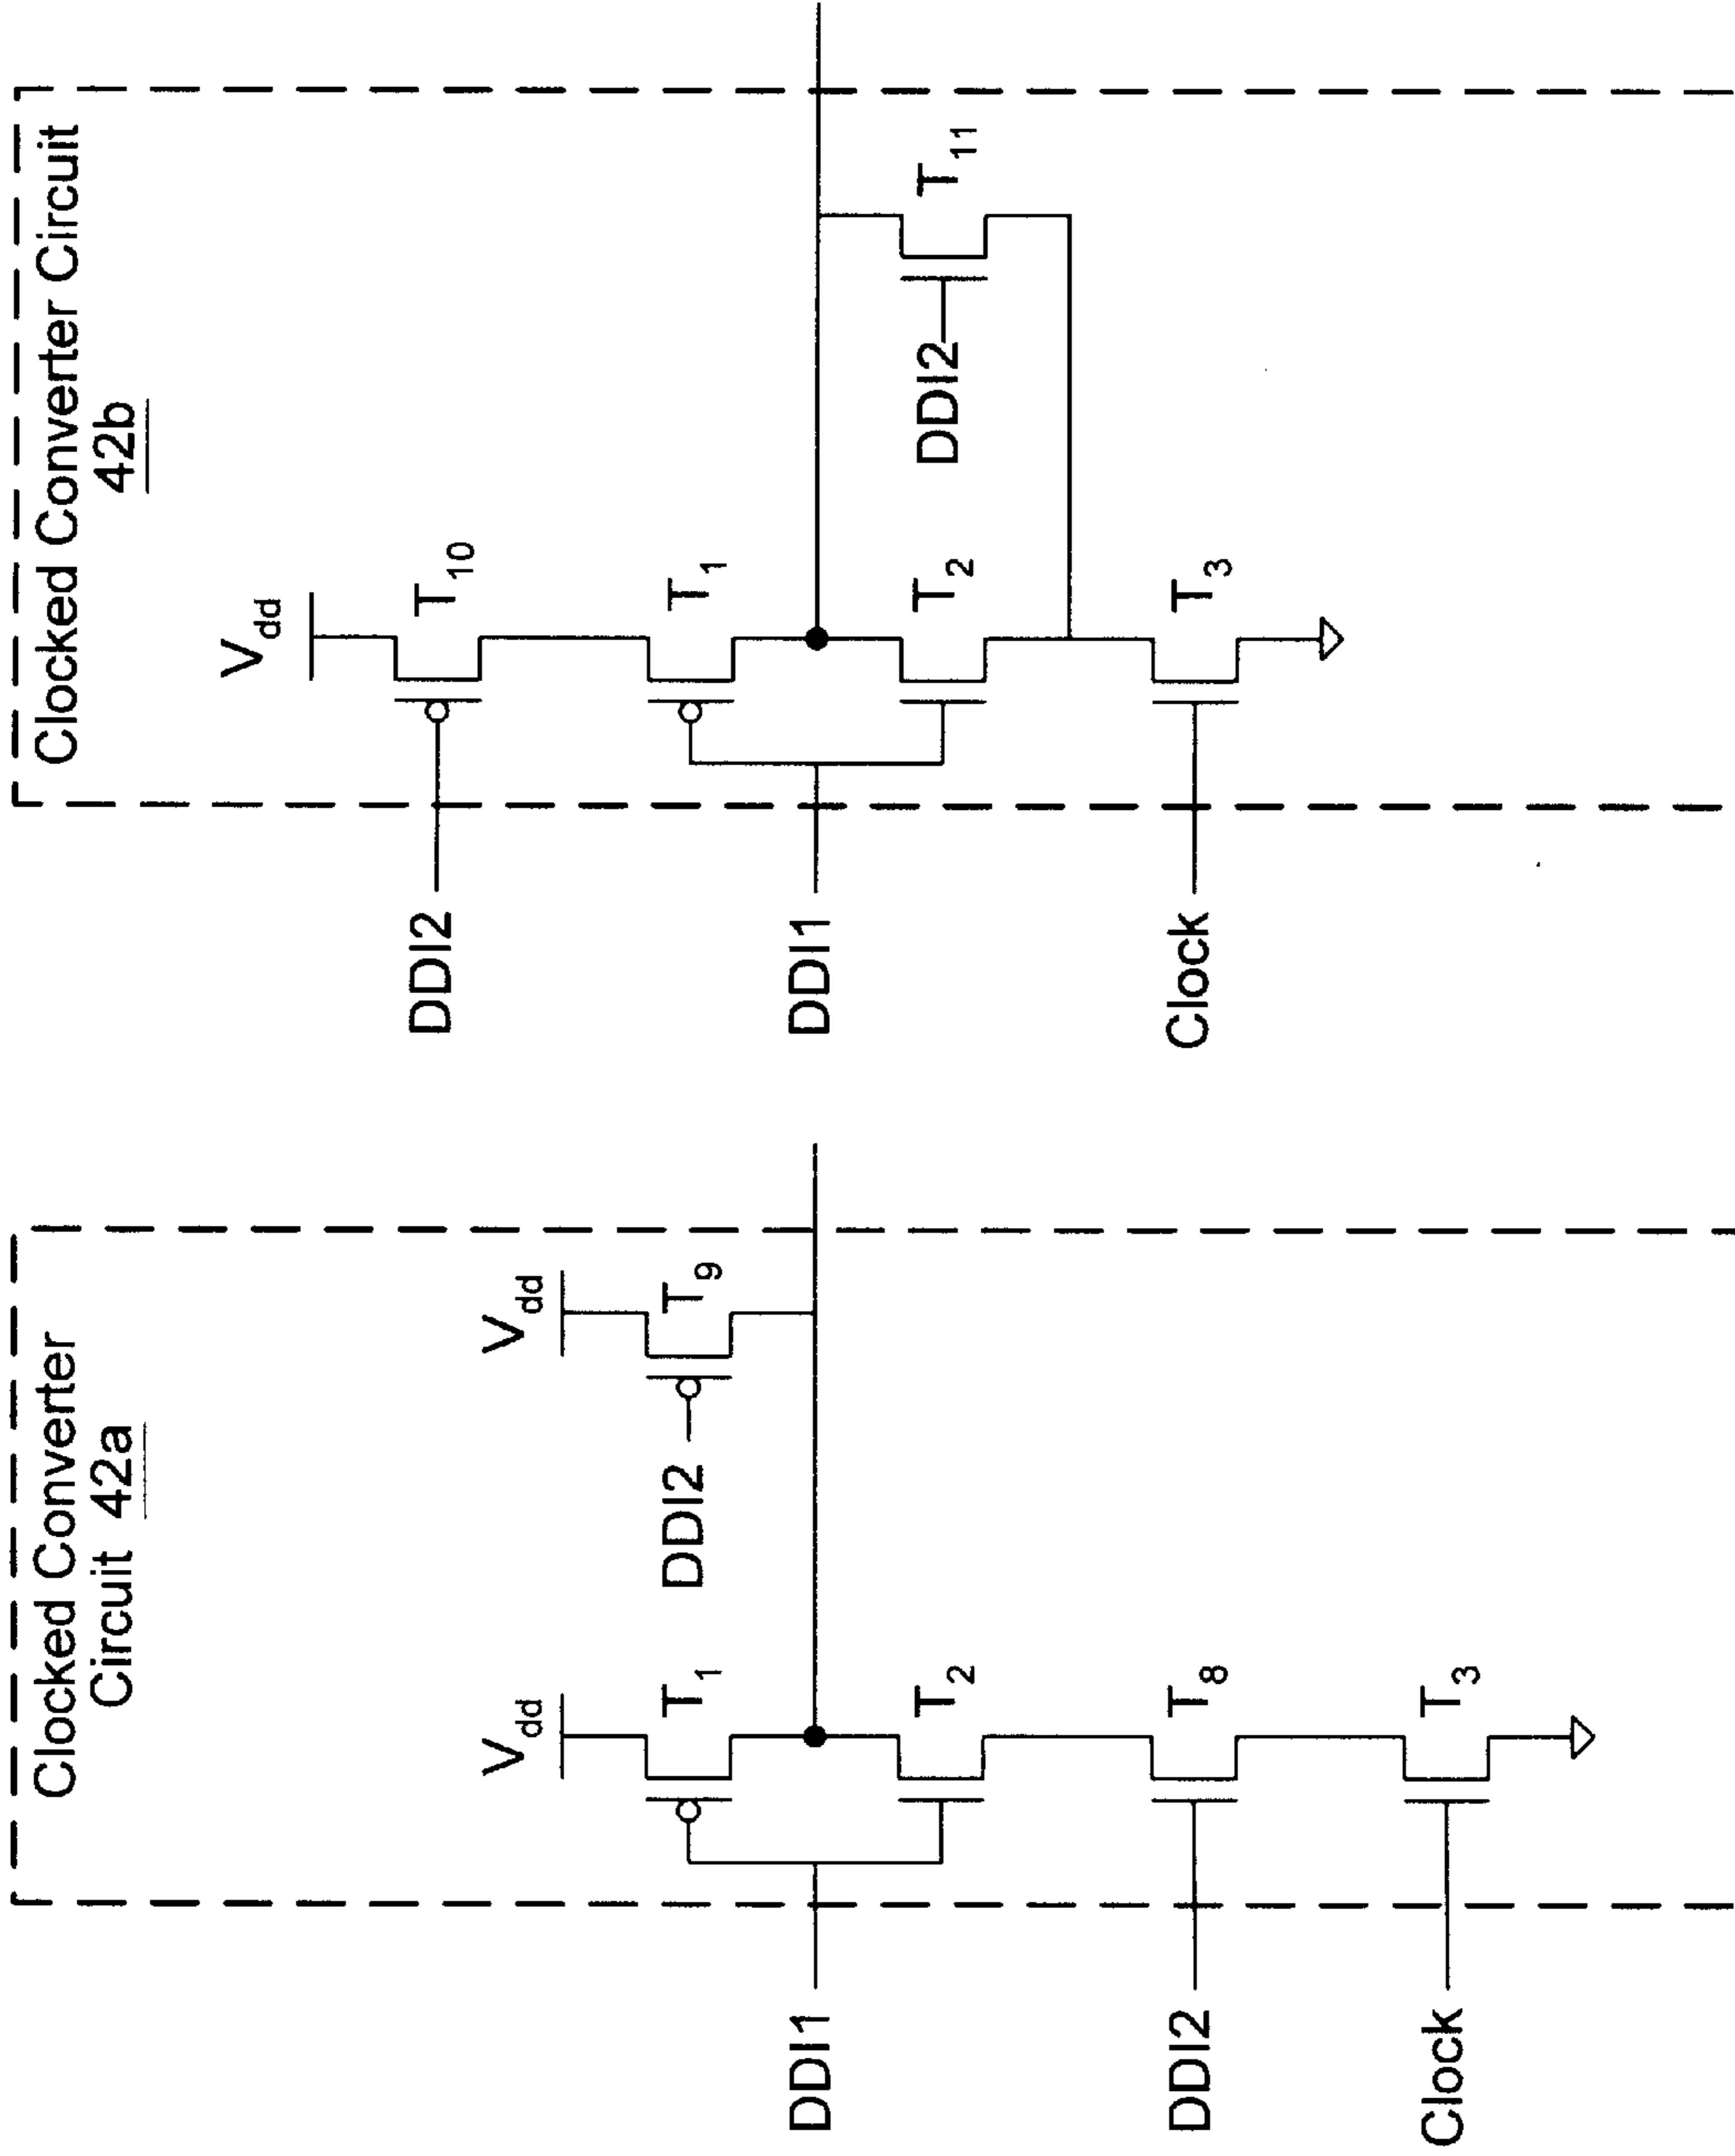 Clocked Converter
Circuit 42a
Vdd
Vdd
T1
DDI2
T9
DDI1
T2
DDI2
T8
Clock
T3
Clocked Converter Circuit
42b
Vdd
DDI2
T10
T1
DDI1
T2
DDI2
T11
Clock
T3